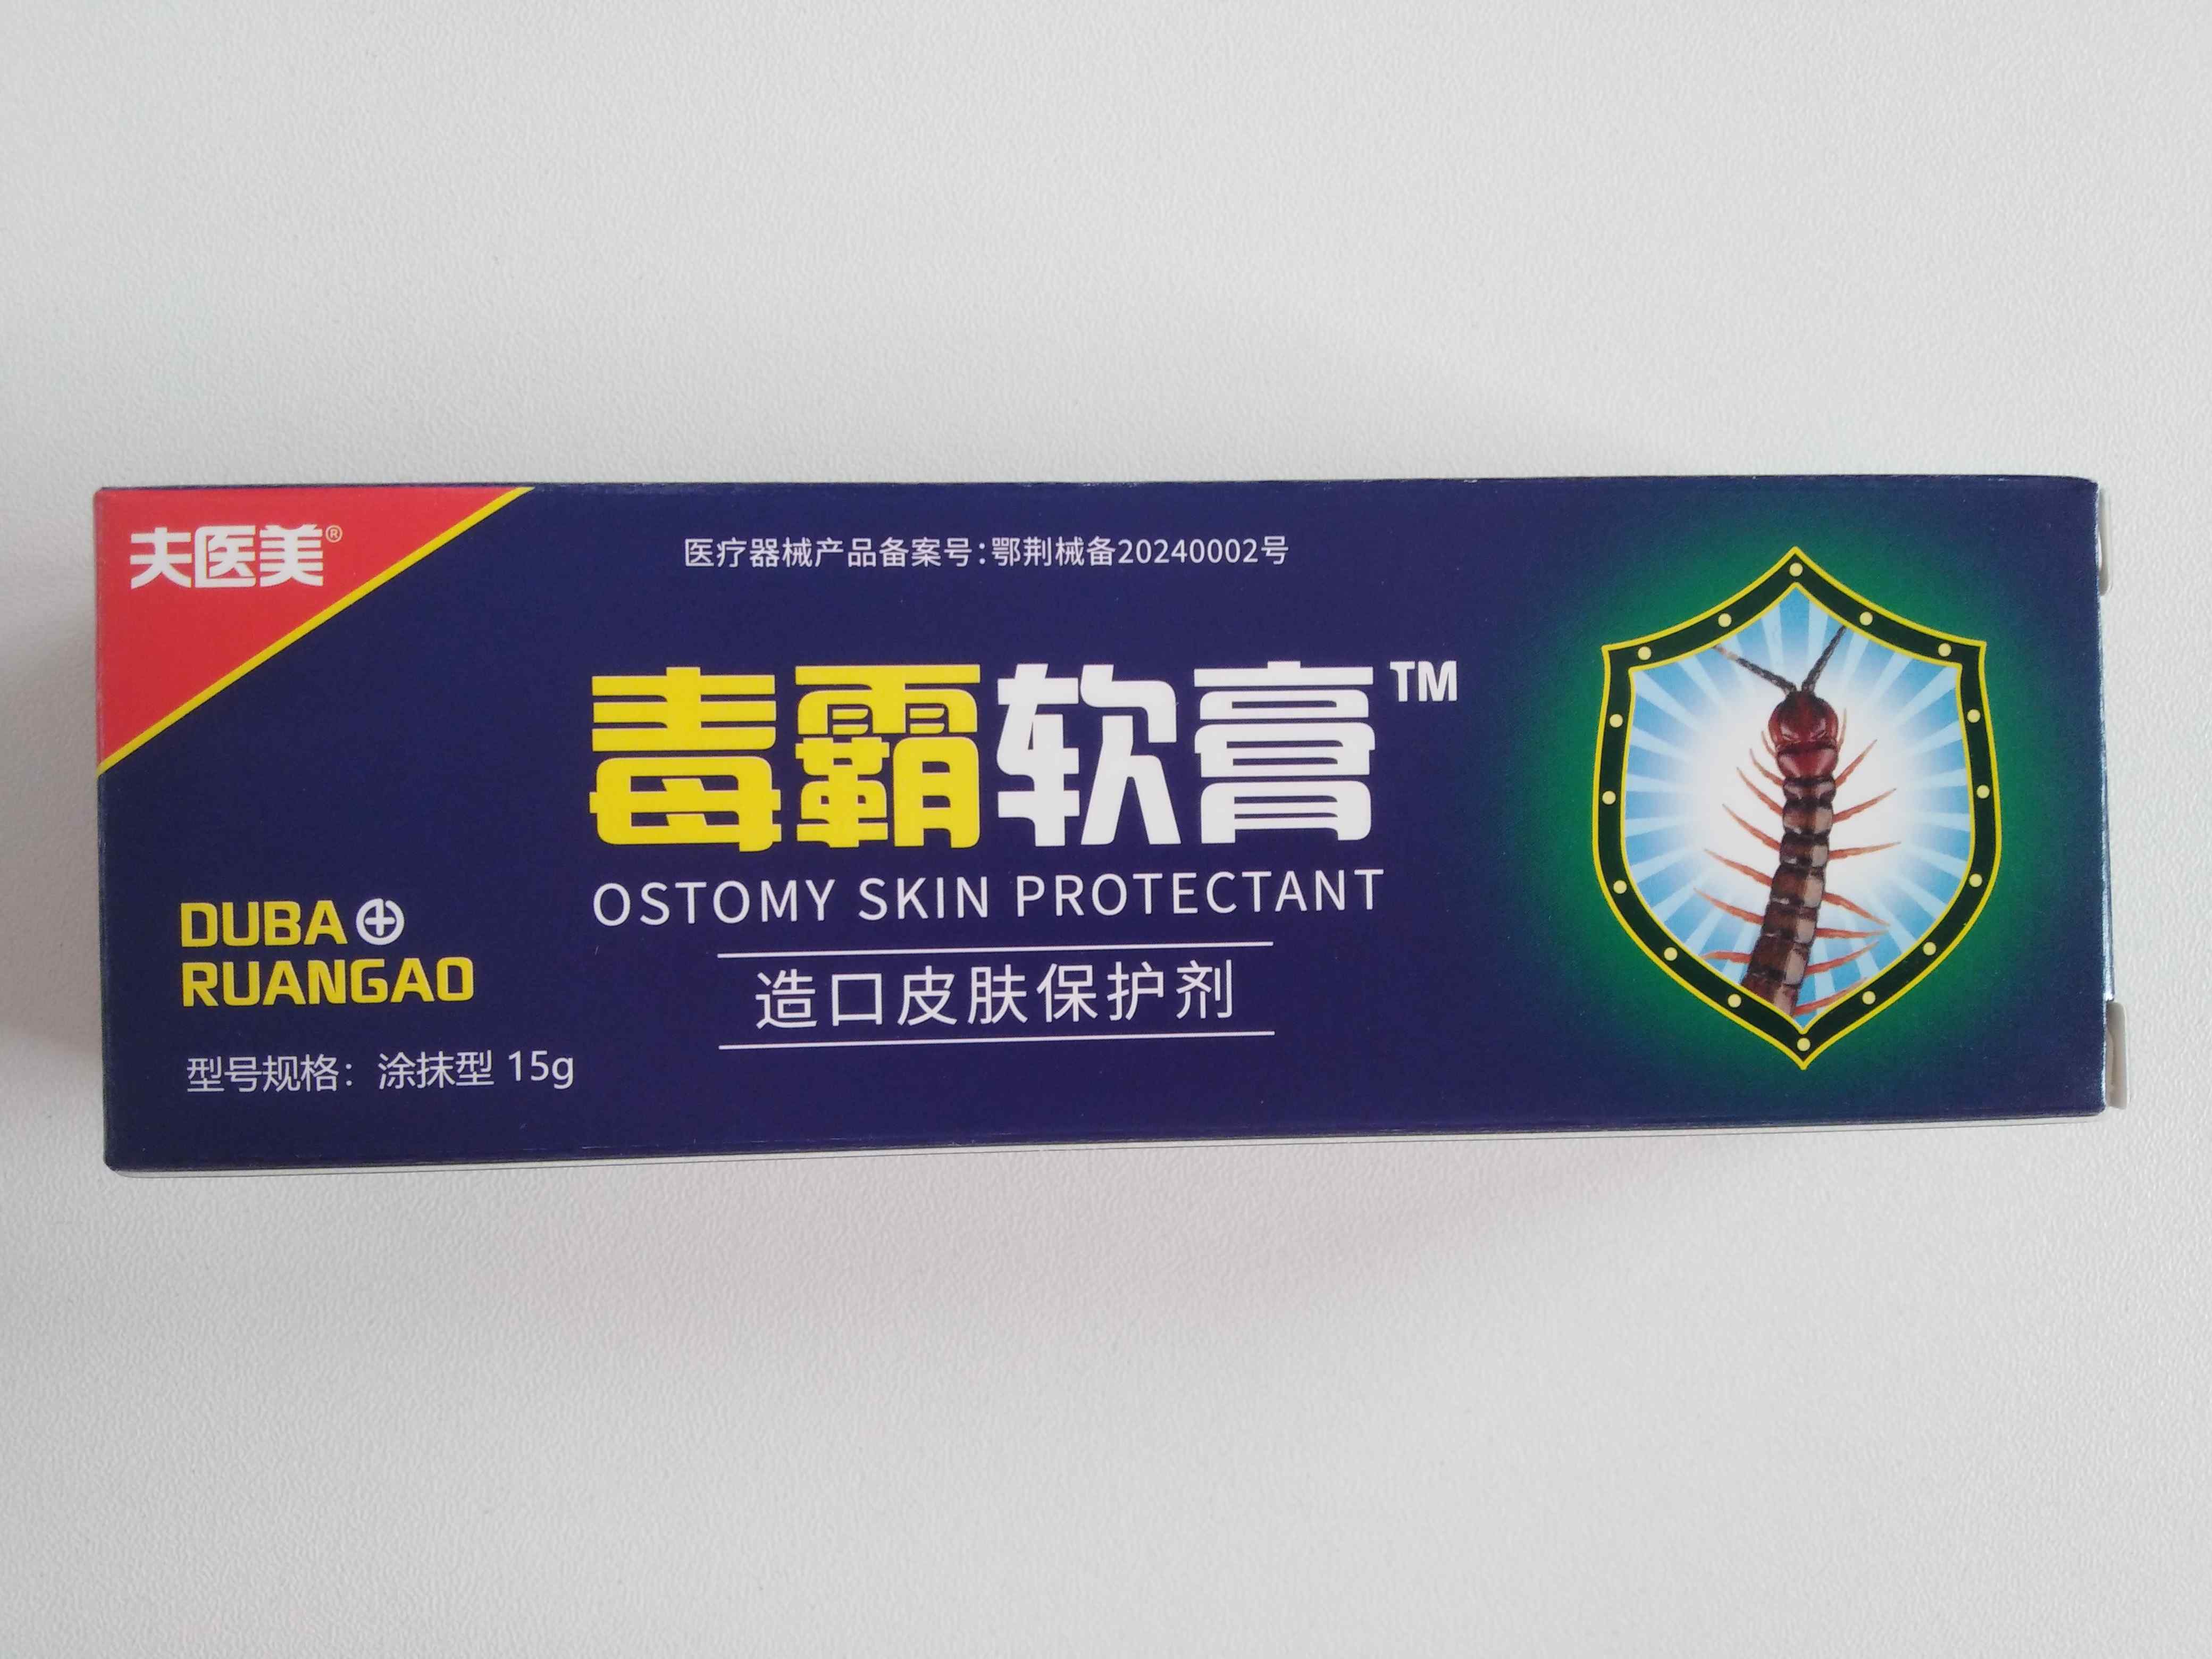 夫医美®
医疗器械产品备案号:鄂荆械备20240002号
毒霸软膏™
OSTOMY SKIN PROTECTANT
造口皮肤保护剂
DUBA
RUANGAO
型号规格：涂抹型 15g